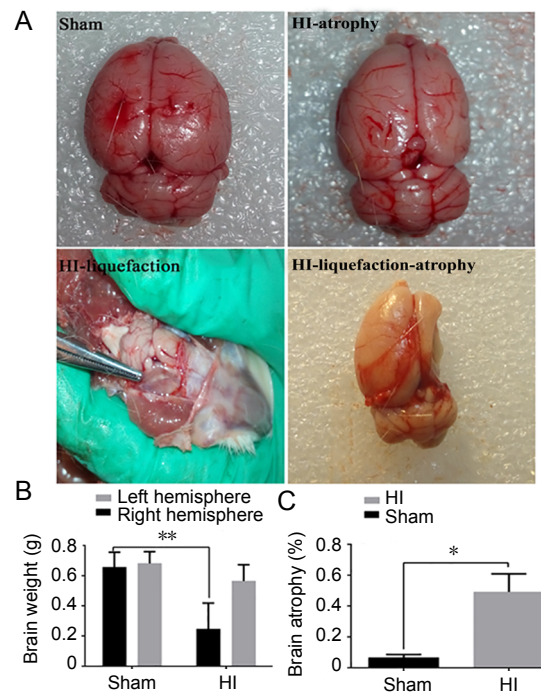 A
Sham
HI-atrophy
HI-liquefaction
HI-liquefaction-atrophy
B
Left hemisphere
Right hemisphere
Brain weight (g)
0.8
0.6
0.4
0.2
0
**
Sham HI
C
HI
Sham
Brain atrophy (%)
0.8
0.6
0.4
0.2
0
*
Sham HI